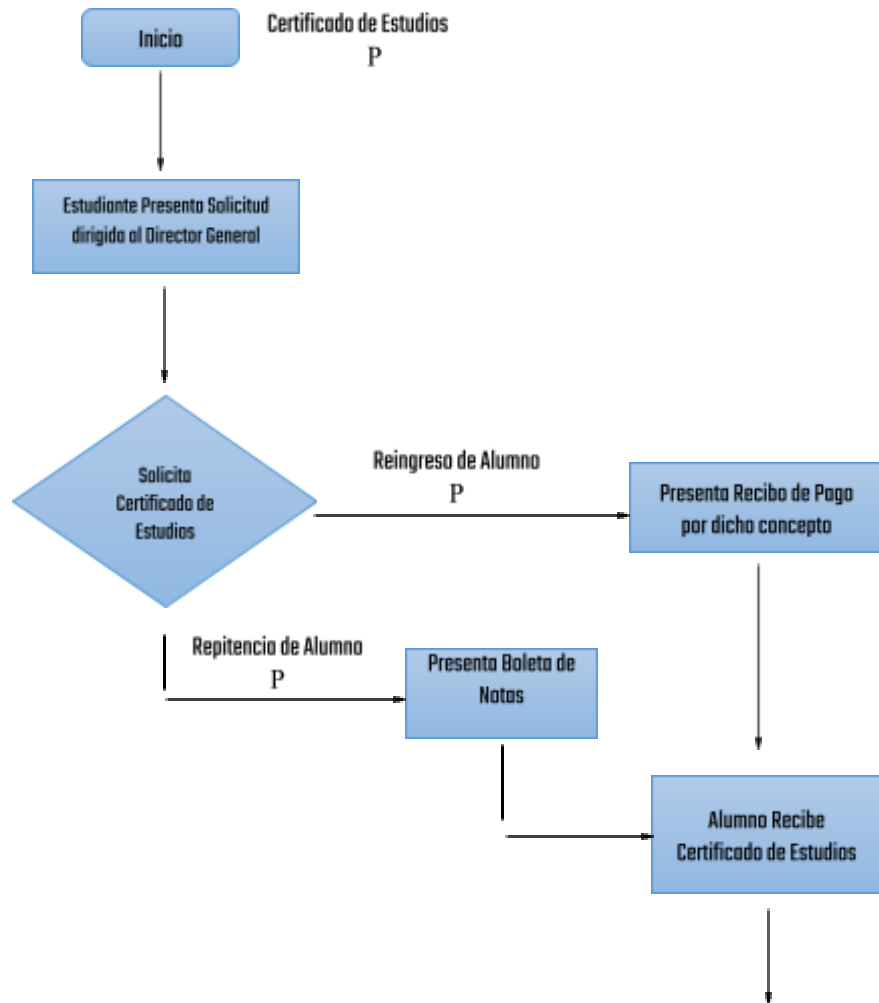 Inicio
Certificado de Estudios
P
Estudiante Presenta Solicitud
dirigida al Director General
Solicita
Certificado de
Estudios
Reingreso de Alumno
P
Presenta Recibo de Pago
por dicho concepto
Repitencia de Alumno
P
Presenta Boleta de
Notas
Alumno Recibe
Certificado de Estudios